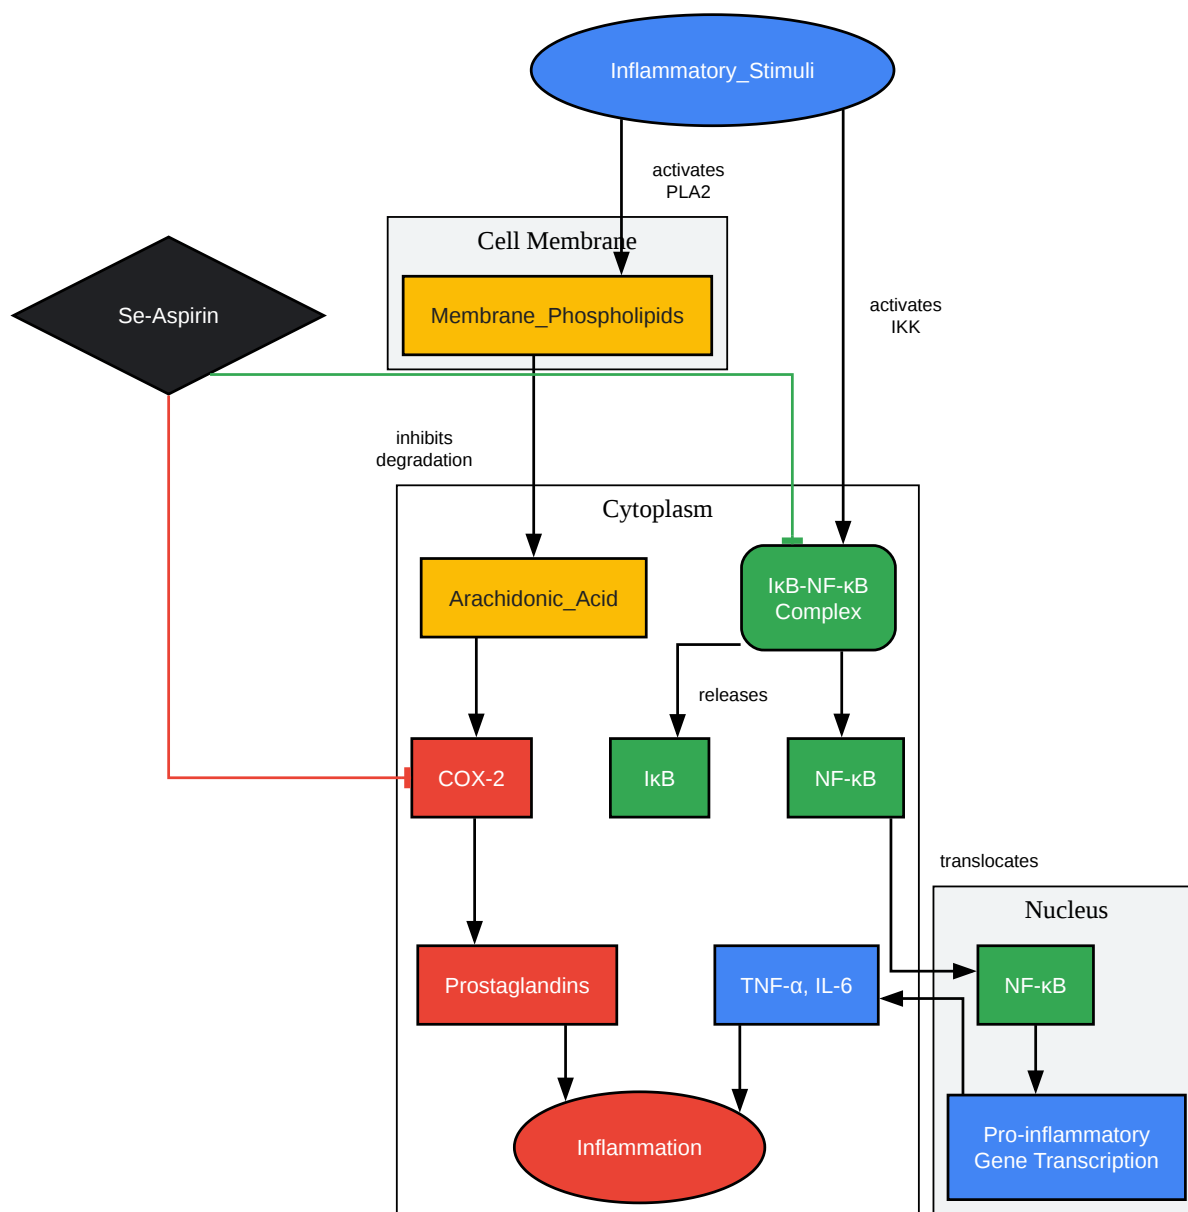 Inflammatory_Stimuli
activates
PLA2
Cell Membrane
Se-Aspirin
Membrane_Phospholipids
activates
IKK
inhibits
degradation
Cytoplasm
Arachidonic_Acid
IκB-NF-κB
Complex
releases
COX-2
IκB
NF-κB
translocates
Nucleus
Prostaglandins
TNF-α, IL-6
NF-κB
Inflammation
Pro-inflammatory
Gene Transcription